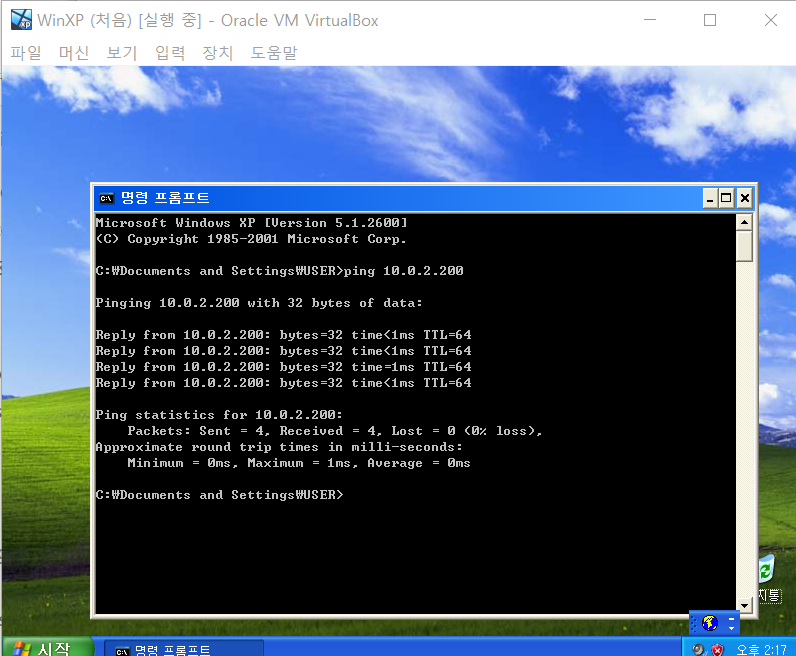 WinXP (처음) [실행 중] - Oracle VM VirtualBox
파일 머신 보기 입력 장치 도움말
명령 프롬프트
Microsoft Windows XP [Version 5.1.2600]
(C) Copyright 1985-2001 Microsoft Corp.
C:₩Documents and Settings₩USER>ping 10.0.2.200
Pinging 10.0.2.200 with 32 bytes of data:
Reply from 10.0.2.200: bytes=32 time<1ms TTL=64
Reply from 10.0.2.200: bytes=32 time<1ms TTL=64
Reply from 10.0.2.200: bytes=32 time=1ms TTL=64
Reply from 10.0.2.200: bytes=32 time<1ms TTL=64
Ping statistics for 10.0.2.200:
Packets: Sent = 4, Received = 4, Lost = 0 (0% loss),
Approximate round trip times in milli-seconds:
Minimum = 0ms, Maximum = 1ms, Average = 0ms
C:₩Documents and Settings₩USER>
시작 명령 프롬프트 오후 2:17